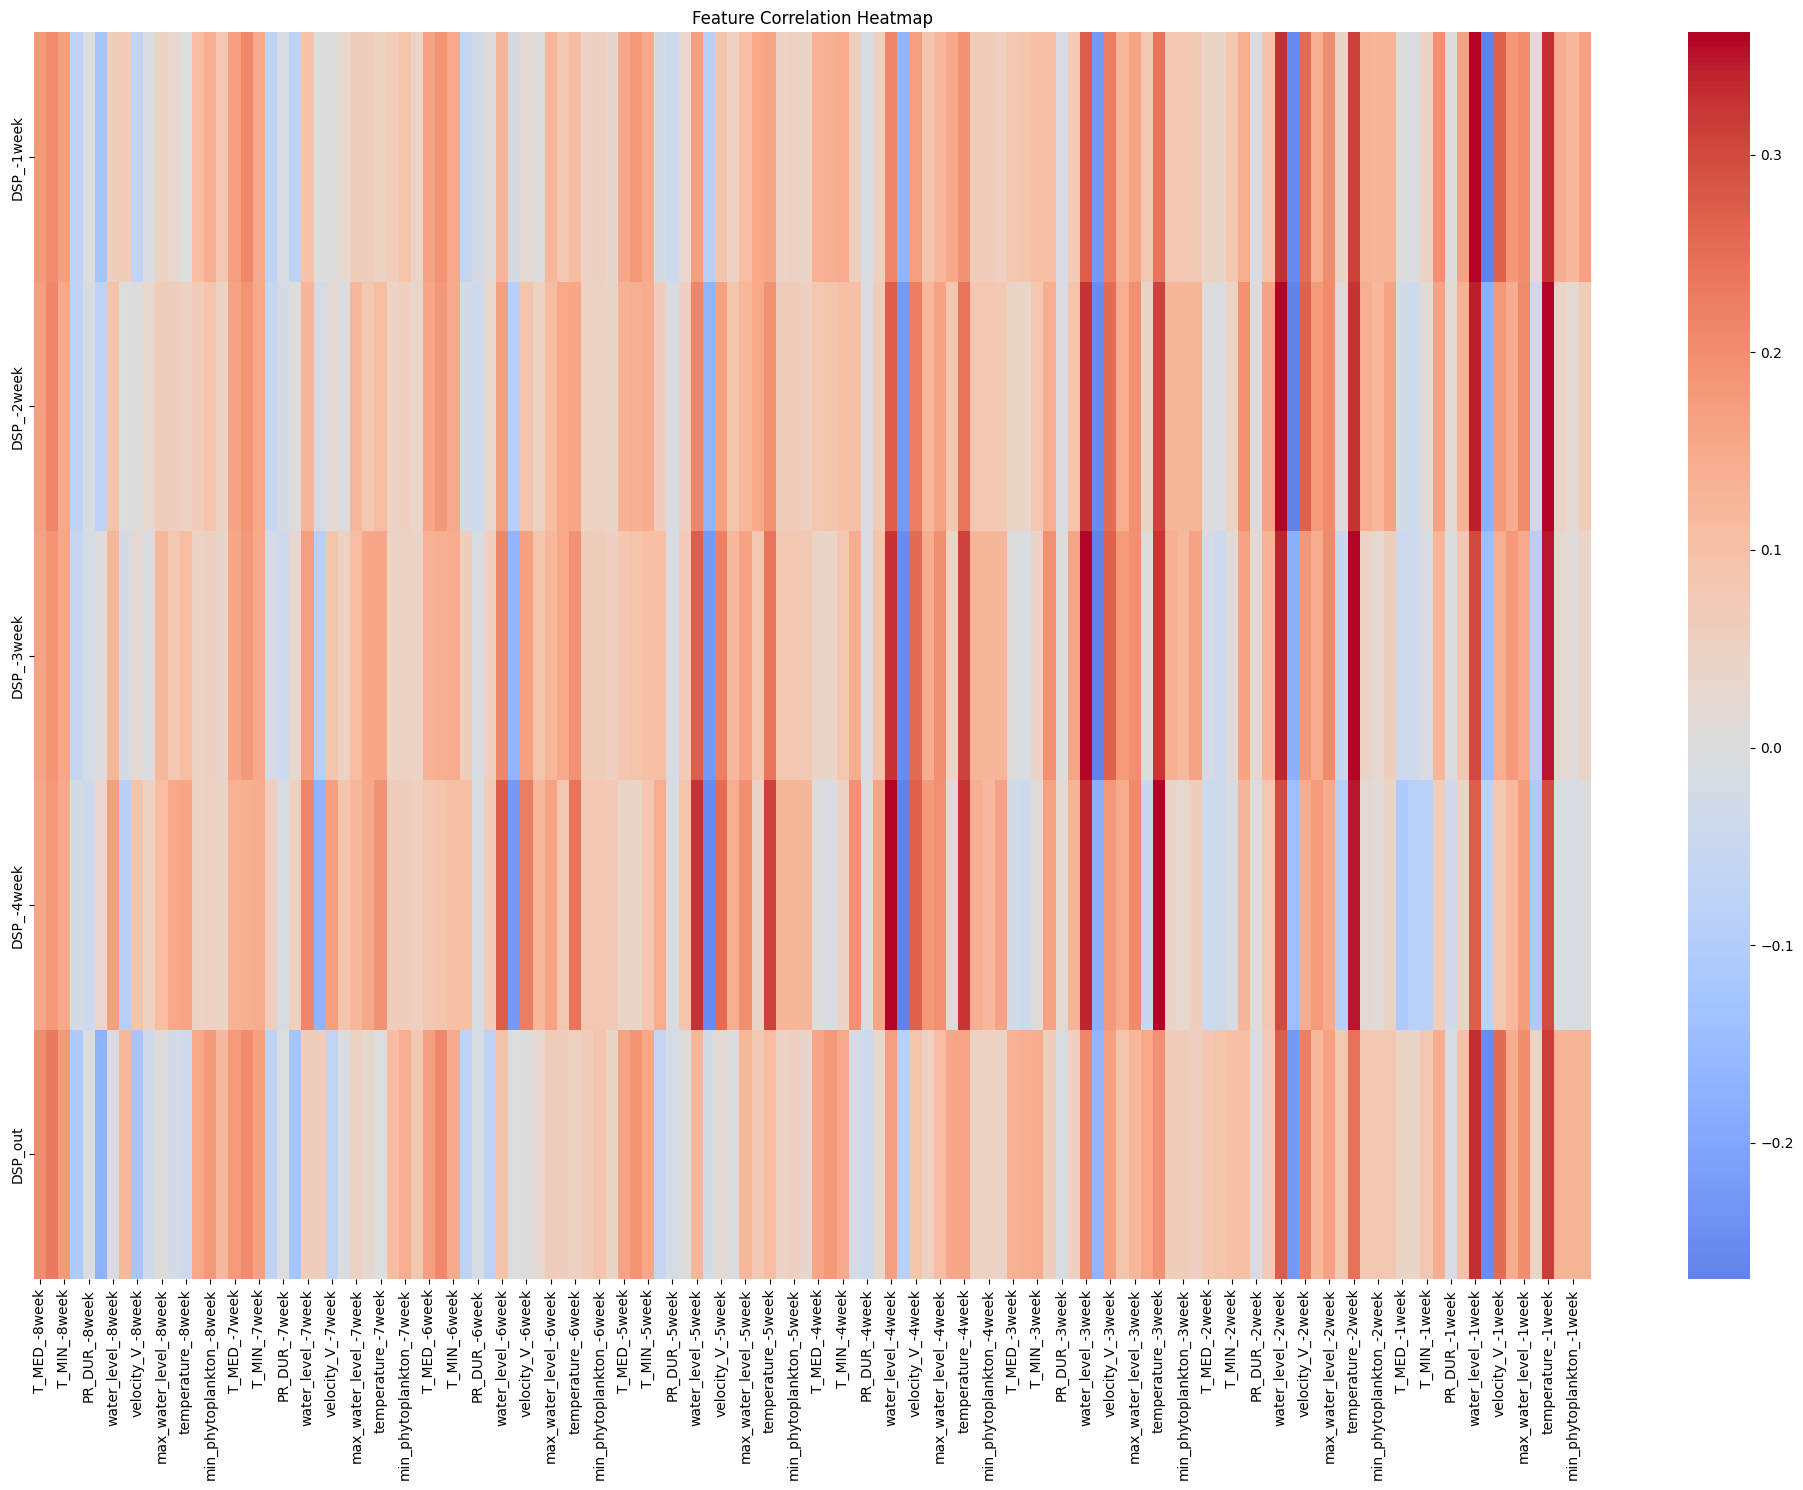 Feature Correlation Heatmap
DSP_-1week
DSP_-2week
DSP_-3week
DSP_-4week
DSP_out
0.3
0.2
0.1
0.0
−0.1
−0.2
T_MED_-8week
T_MIN_-8week
PR_DUR_-8week
water_level_-8week
velocity_V_-8week
max_water_level_-8week
temperature_-8week
min_phytoplankton_-8week
T_MED_-7week
T_MIN_-7week
PR_DUR_-7week
water_level_-7week
velocity_V_-7week
max_water_level_-7week
temperature_-7week
min_phytoplankton_-7week
T_MED_-6week
T_MIN_-6week
PR_DUR_-6week
water_level_-6week
velocity_V_-6week
max_water_level_-6week
temperature_-6week
min_phytoplankton_-6week
T_MED_-5week
T_MIN_-5week
PR_DUR_-5week
water_level_-5week
velocity_V_-5week
max_water_level_-5week
temperature_-5week
min_phytoplankton_-5week
T_MED_-4week
T_MIN_-4week
PR_DUR_-4week
water_level_-4week
velocity_V_-4week
max_water_level_-4week
temperature_-4week
min_phytoplankton_-4week
T_MED_-3week
T_MIN_-3week
PR_DUR_-3week
water_level_-3week
velocity_V_-3week
max_water_level_-3week
temperature_-3week
min_phytoplankton_-3week
T_MED_-2week
T_MIN_-2week
PR_DUR_-2week
water_level_-2week
velocity_V_-2week
max_water_level_-2week
temperature_-2week
min_phytoplankton_-2week
T_MED_-1week
T_MIN_-1week
PR_DUR_-1week
water_level_-1week
velocity_V_-1week
max_water_level_-1week
temperature_-1week
min_phytoplankton_-1week